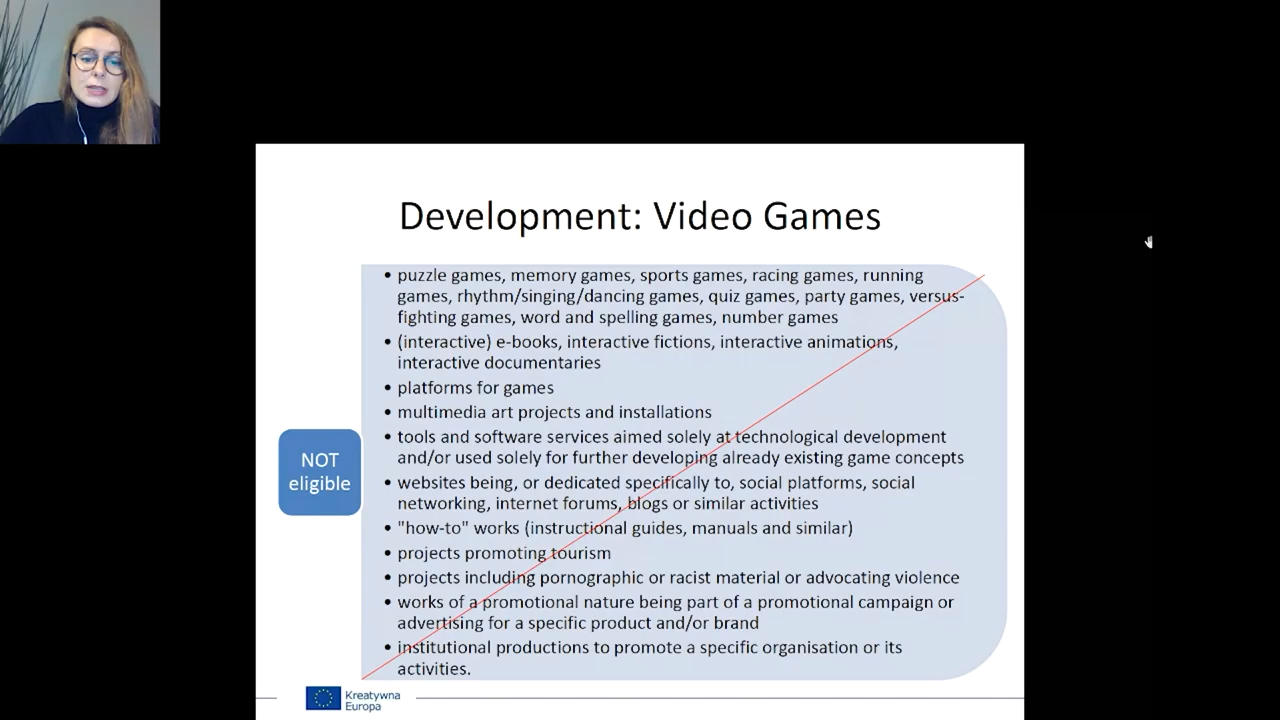 Development: Video Games
• puzzle games, memory games, sports games, racing games, running
games, rhythm/singing/dancing games, quiz games, party games, versus-
fighting games, word and spelling games, number games
• (interactive) e-books, interactive fictions, interactive animations,
interactive documentaries
• platforms for games
• multimedia art projects and installations
• tools and software services aimed solely at technological development
and/or used solely for further developing already existing game concepts
• websites being, or dedicated specifically to, social platforms, social
networking, internet forums, blogs or similar activities
• "how-to" works (instructional guides, manuals and similar)
• projects promoting tourism
• projects including pornographic or racist material or advocating violence
• works of a promotional nature being part of a promotional campaign or
advertising for a specific product and/or brand
• institutional productions to promote a specific organisation or its
activities.
NOT
eligible
Kreatywna
Europa